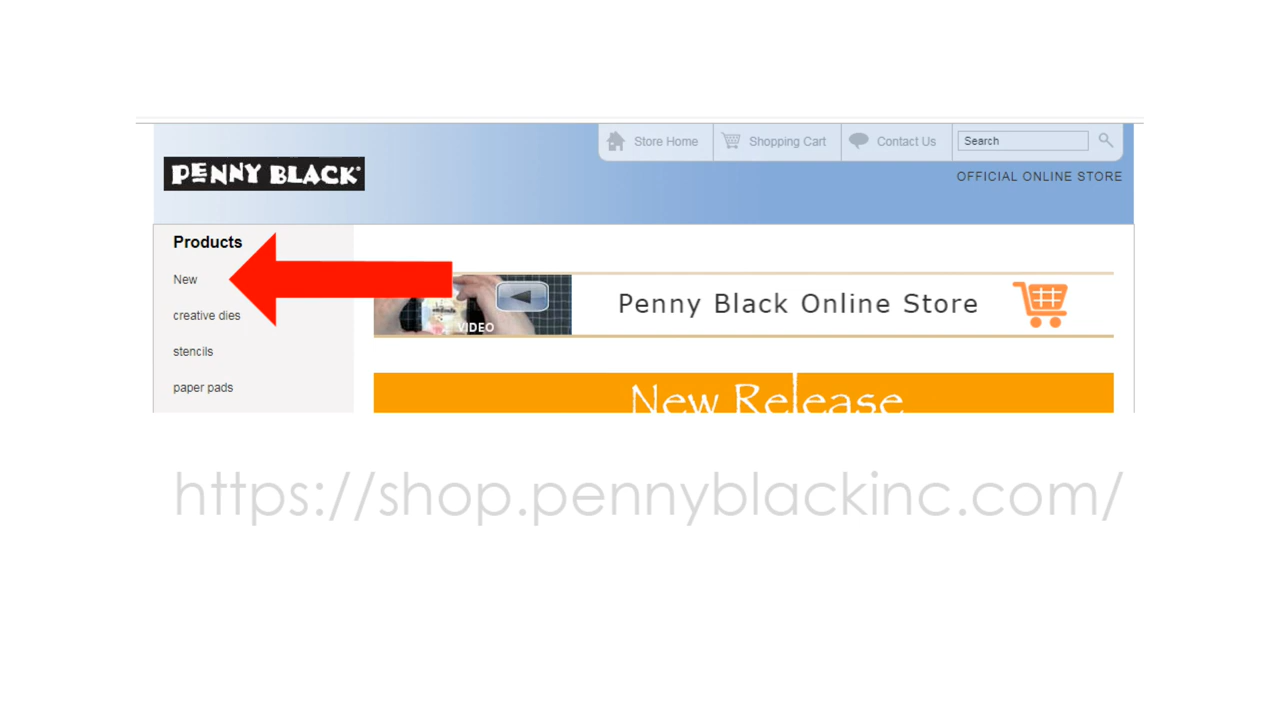 Store Home
Shopping Cart
Contact Us
Search
PENNY BLACK®
OFFICIAL ONLINE STORE
Products
New
creative dies
stencils
paper pads
VIDEO
Penny Black Online Store
New Release
https://shop.pennyblackinc.com/